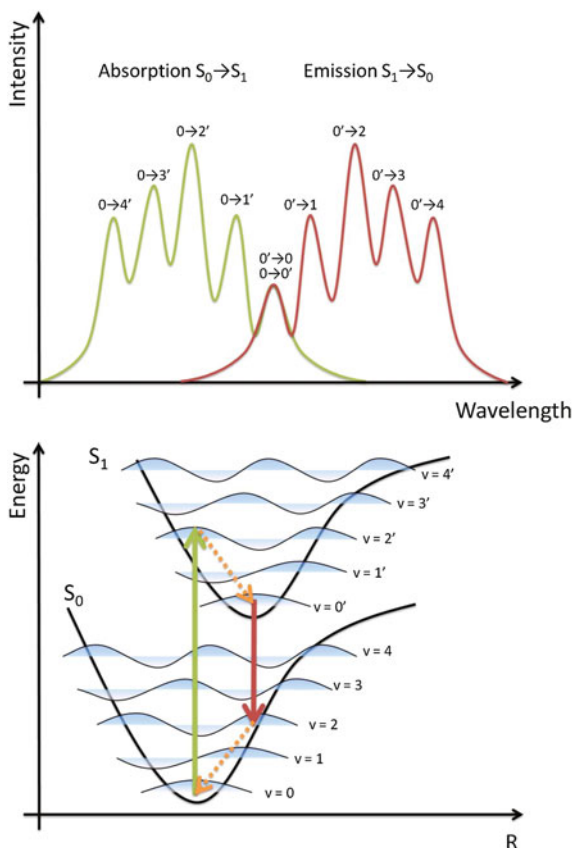 Intensity
Absorption S₀→S₁
Emission S₁→S₀
0→4'
0→3'
0→2'
0→1'
0'→0
0→0'
0'→1
0'→2
0'→3
0'→4
Wavelength
Energy
S₁
v = 4'
v = 3'
v = 2'
v = 1'
v = 0'
S₀
v = 4
v = 3
v = 2
v = 1
v = 0
R